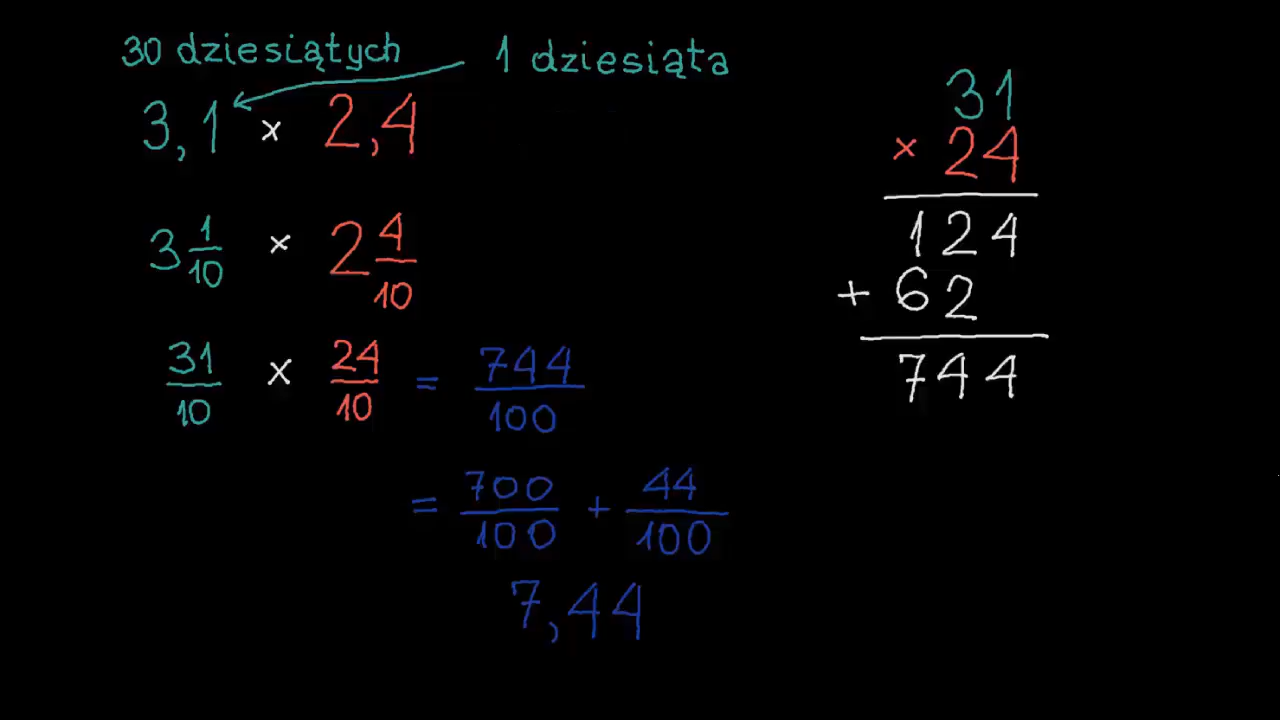 30 dziesiątych 1 dziesiąta
3,1 × 2,4
3 1/10 × 2 4/10
31/10 × 24/10 = 744/100
= 700/100 + 44/100
7,44
31
× 24
124
+ 62
744